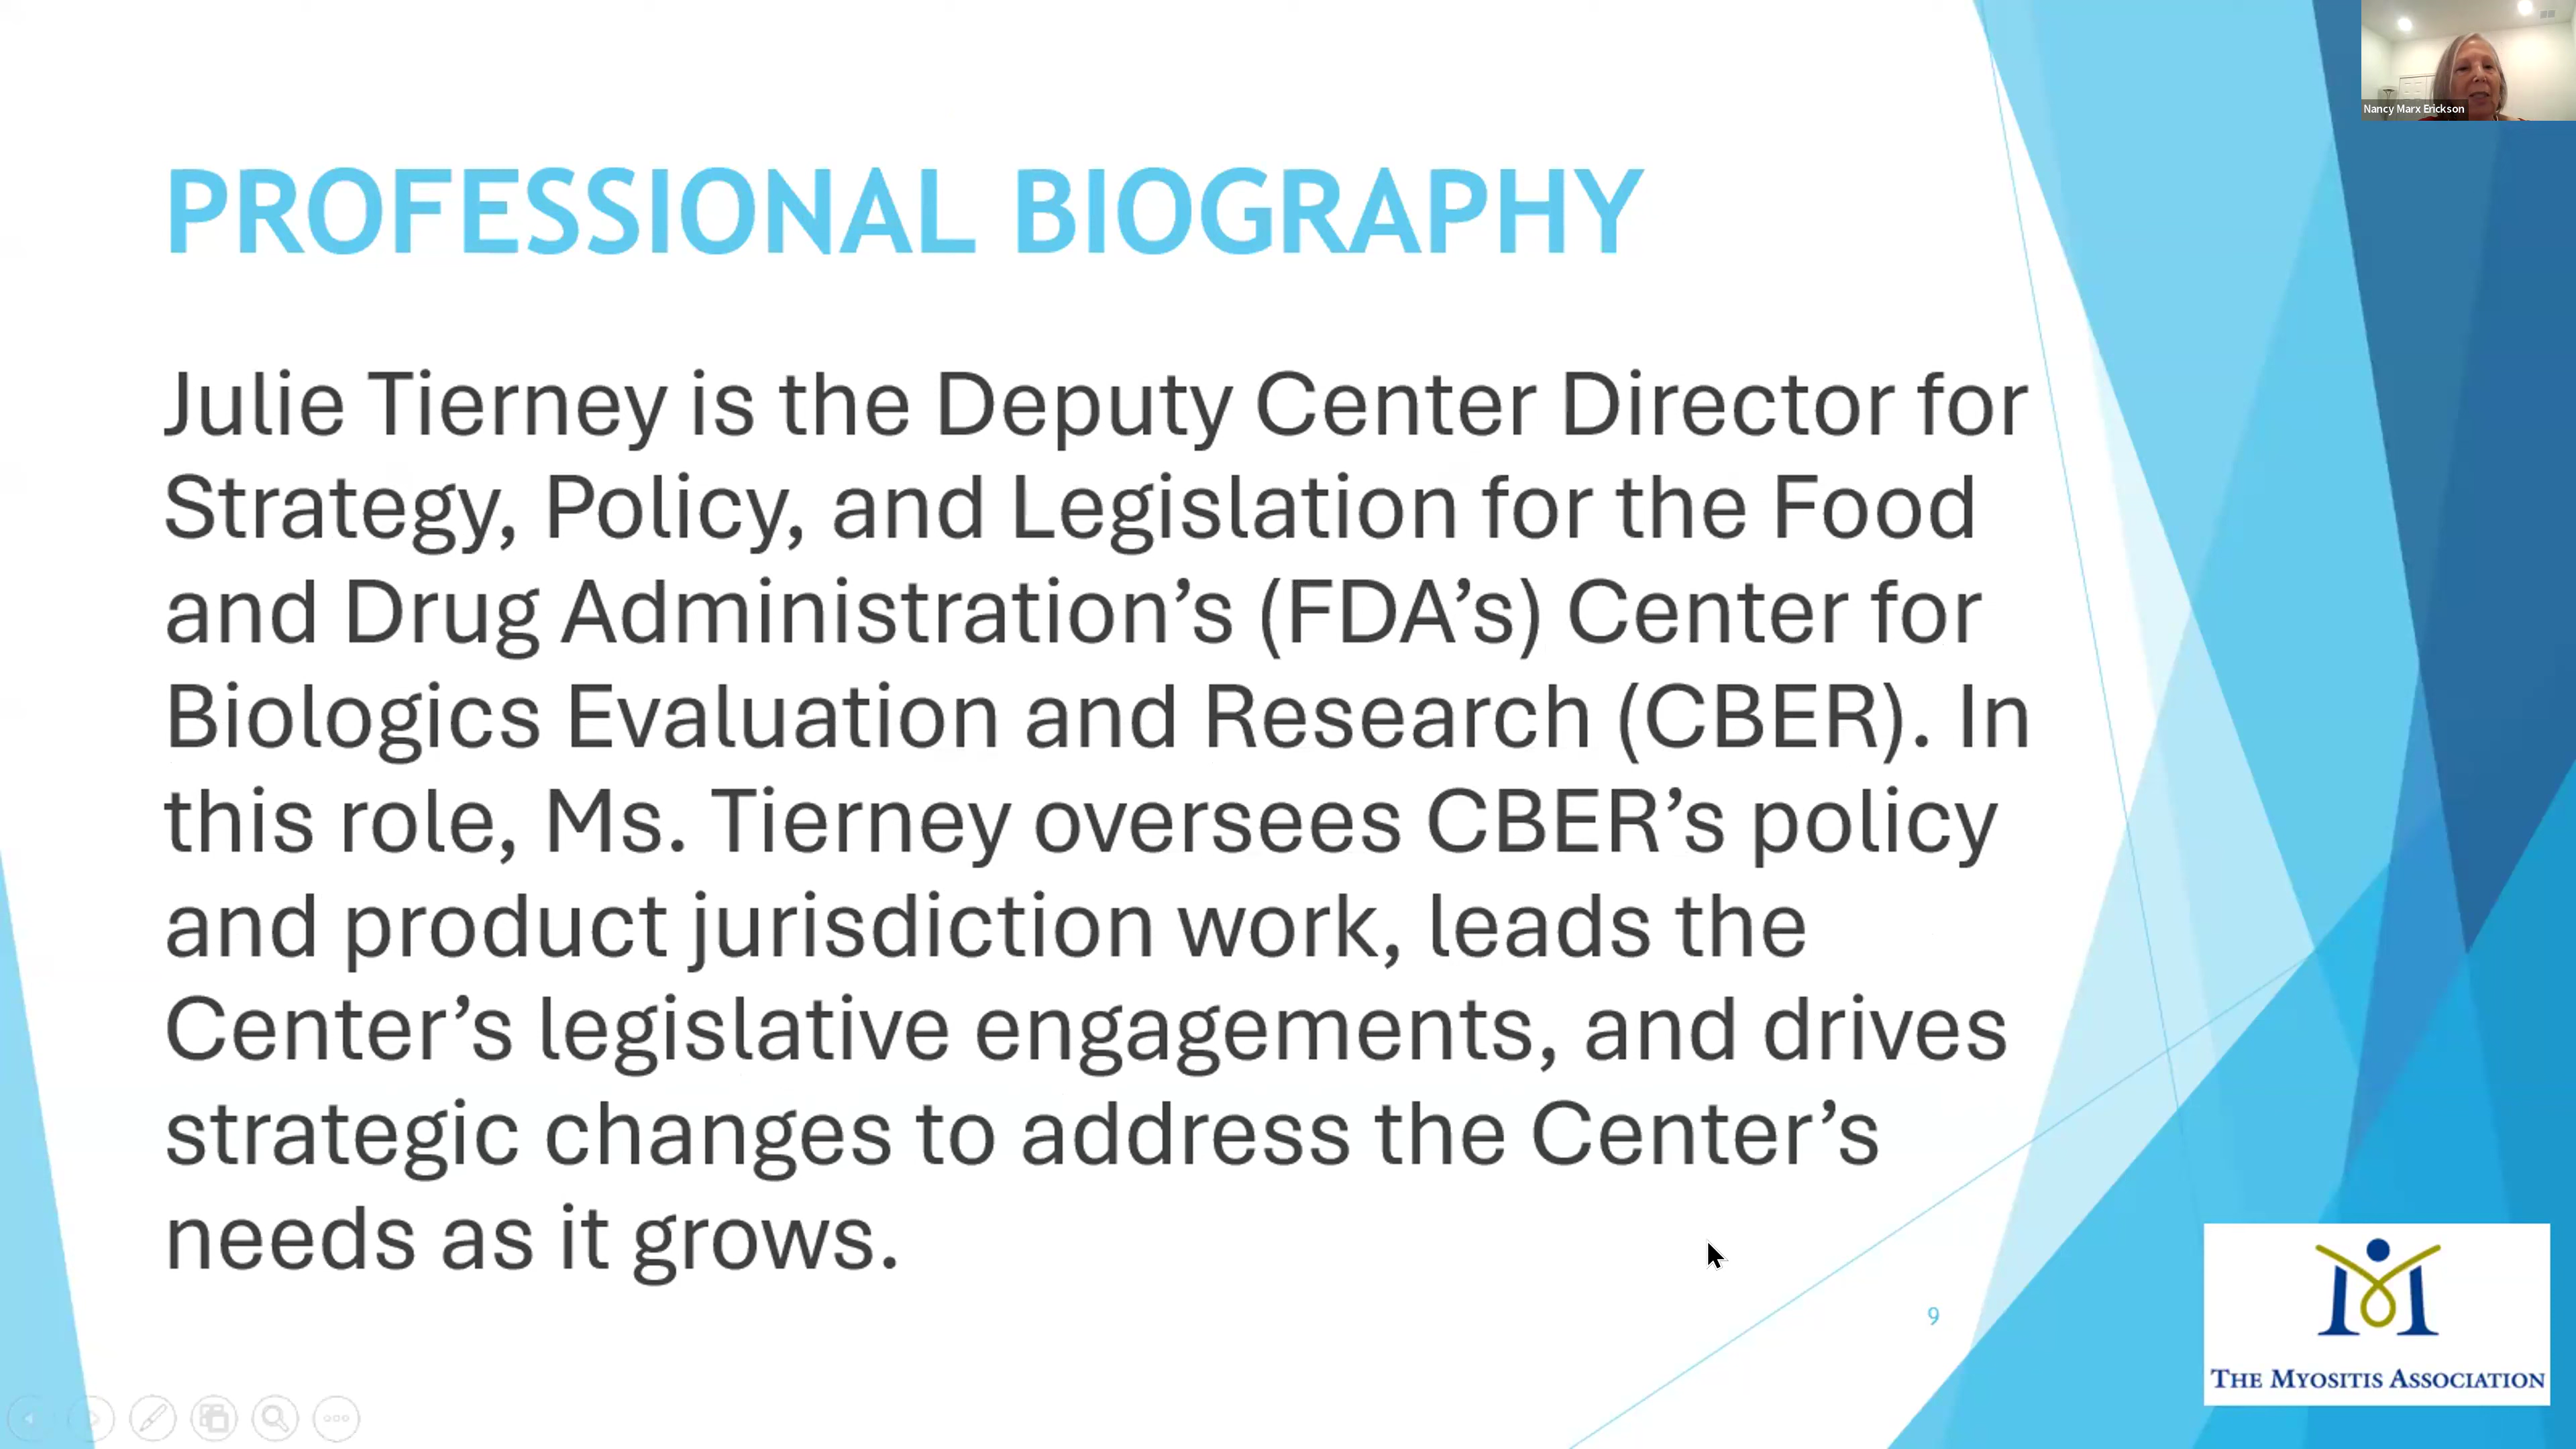 Nancy Marx Erickson
PROFESSIONAL BIOGRAPHY
Julie Tierney is the Deputy Center Director for
Strategy, Policy, and Legislation for the Food
and Drug Administration’s (FDA’s) Center for
Biologics Evaluation and Research (CBER). In
this role, Ms. Tierney oversees CBER’s policy
and product jurisdiction work, leads the
Center’s legislative engagements, and drives
strategic changes to address the Center’s
needs as it grows.
9
THE MYOSITIS ASSOCIATION